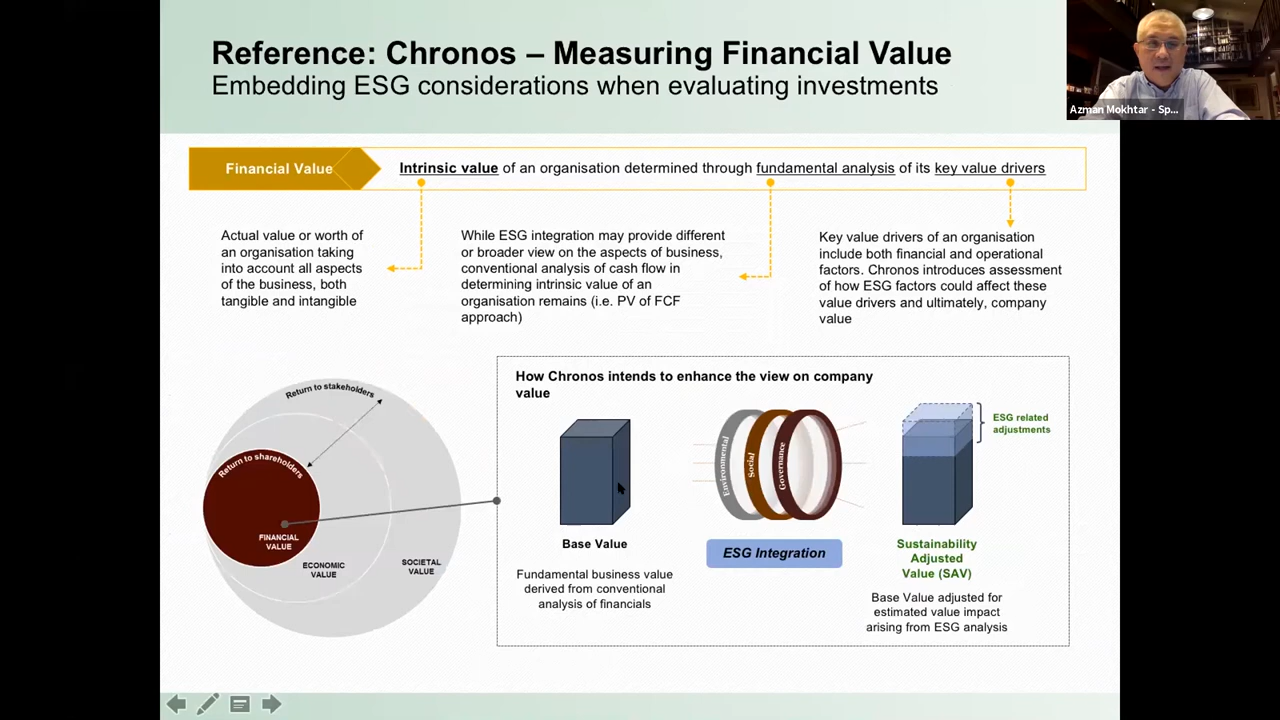 Reference: Chronos – Measuring Financial Value
Embedding ESG considerations when evaluating investments
Azman Mokhtar - Sp...
Financial Value
Intrinsic value of an organisation determined through fundamental analysis of its key value drivers
Actual value or worth of
an organisation taking
into account all aspects
of the business, both
tangible and intangible
While ESG integration may provide different
or broader view on the aspects of business,
conventional analysis of cash flow in
determining intrinsic value of an
organisation remains (i.e. PV of FCF
approach)
Key value drivers of an organisation
include both financial and operational
factors. Chronos introduces assessment
of how ESG factors could affect these
value drivers and ultimately, company
value
Return to stakeholders
Return to shareholders
FINANCIAL
VALUE
ECONOMIC
VALUE
SOCIETAL
VALUE
How Chronos intends to enhance the view on company
value
Base Value
Fundamental business value
derived from conventional
analysis of financials
Environmental
Social
Governance
ESG Integration
ESG related
adjustments
Sustainability
Adjusted
Value (SAV)
Base Value adjusted for
estimated value impact
arising from ESG analysis